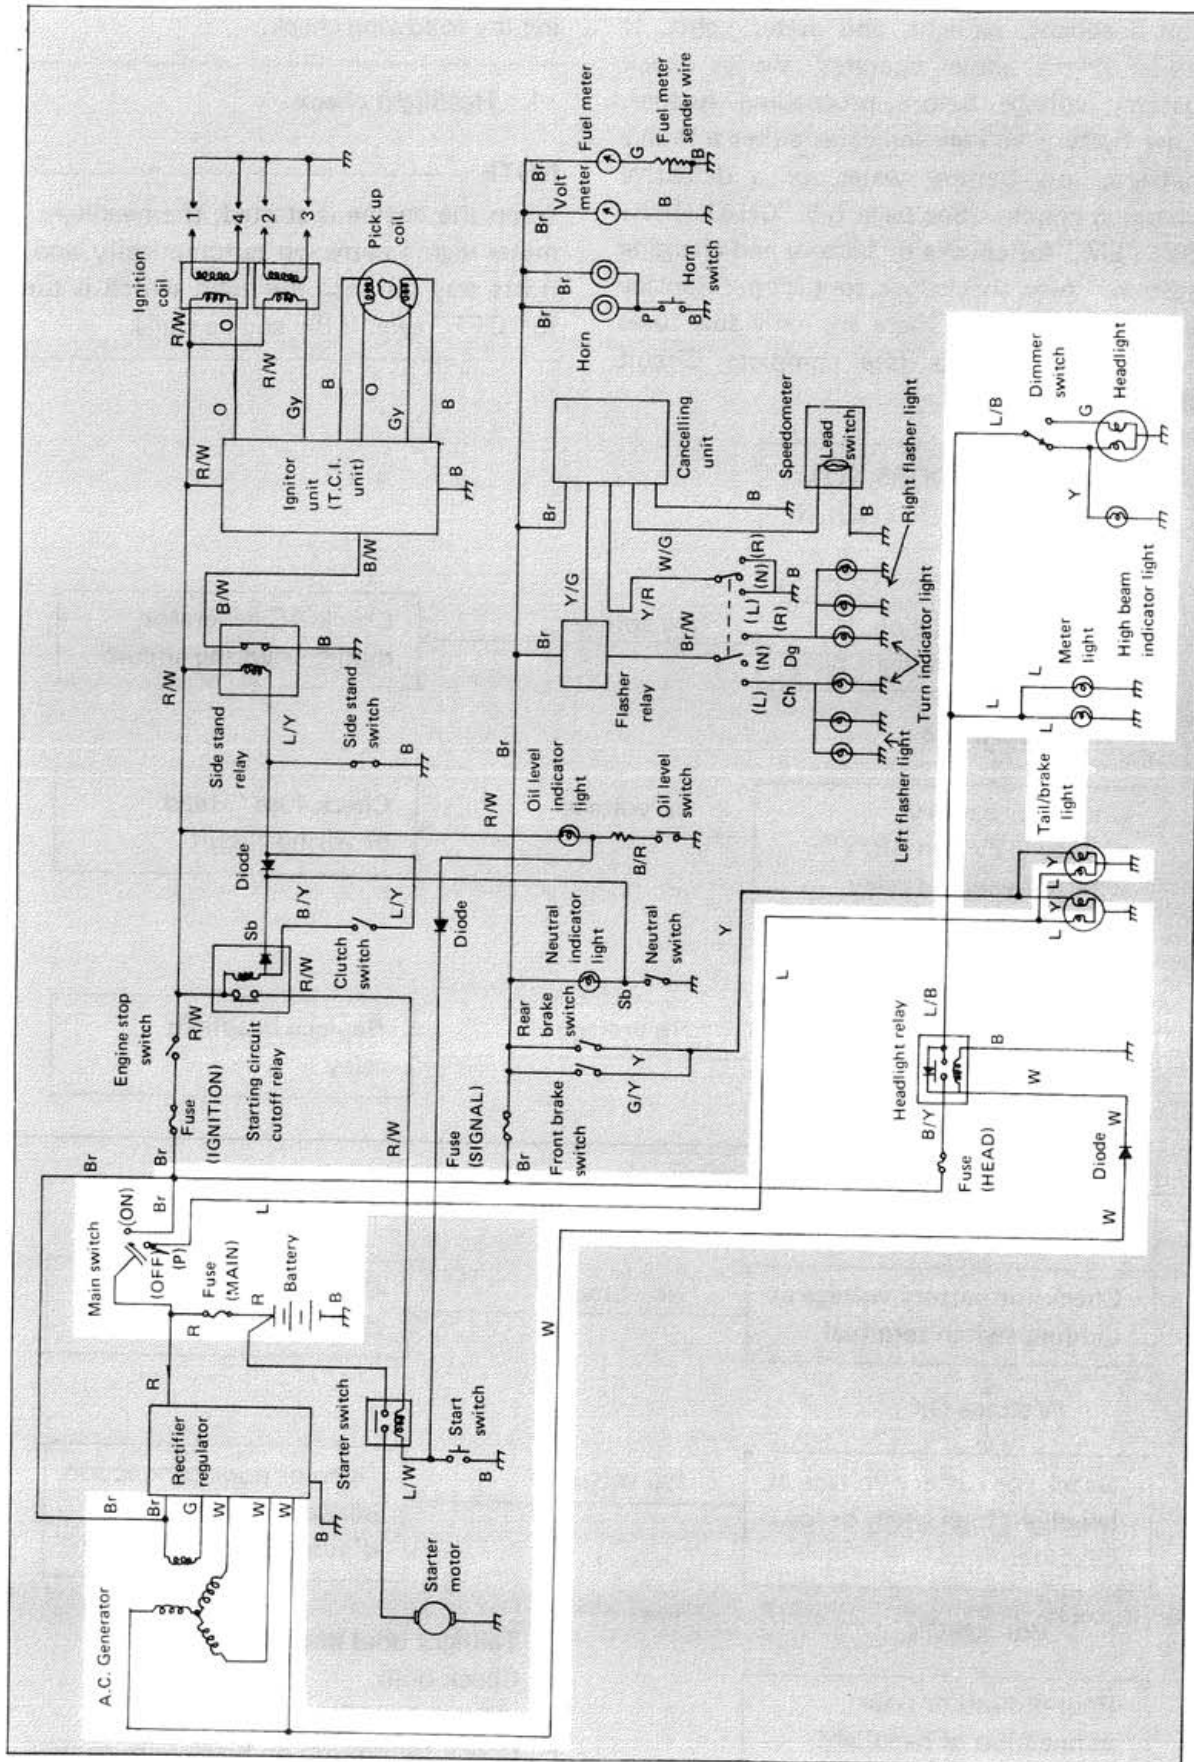 A.C. Generator
Br
Br
G
W
W
W
Rectifier
regulator
B
R
Main switch
(ON)
(OFF)
(P)
Br
L
R
Fuse
(MAIN)
R
Battery
B
Starter switch
L/W
Start
switch
B
Starter
motor
W
Br
Br
Fuse
(IGNITION)
Engine stop
switch
R/W
Starting circuit
cutoff relay
R/W
Sb
R/W
B/Y
Clutch
switch
L/Y
Diode
Side stand
relay
L/Y
Side stand
switch
B
R/W
B/W
B
B/W
R/W
Ignitor
unit
(T.C.I.
unit)
B
O
Gy
B
O
Gy
B
R/W
O
R/W
Ignition
coil
1
4
2
3
Pick up
coil
Br
Fuse
(SIGNAL)
Front brake
switch
G/Y
Y
Rear
brake
switch
Neutral
indicator
light
Sb
Neutral
switch
Diode
R/W
Oil level
indicator
light
B/R
Oil level
switch
Br
Br
Flasher
relay
Y/G
Y/R
W/G
Br/W
(L)
(N)
(R)
B
(L)
(N)
(R)
Ch
Dg
Left flasher light
Turn indicator light
Right flasher light
Br
Cancelling
unit
B
Speedometer
Lead
switch
B
Br
Br
Horn
P
Horn
switch
B
Br
Volt
meter
B
Br
Fuel meter
G
Fuel meter
sender wire
B
Y
L
L
Y
L
Y
Tail/brake
light
Fuse
(HEAD)
B/Y
Headlight relay
L/B
B
W
W
Diode
W
L
L
L
Meter
light
High beam
indicator light
L/B
Dimmer
switch
Y
G
Headlight